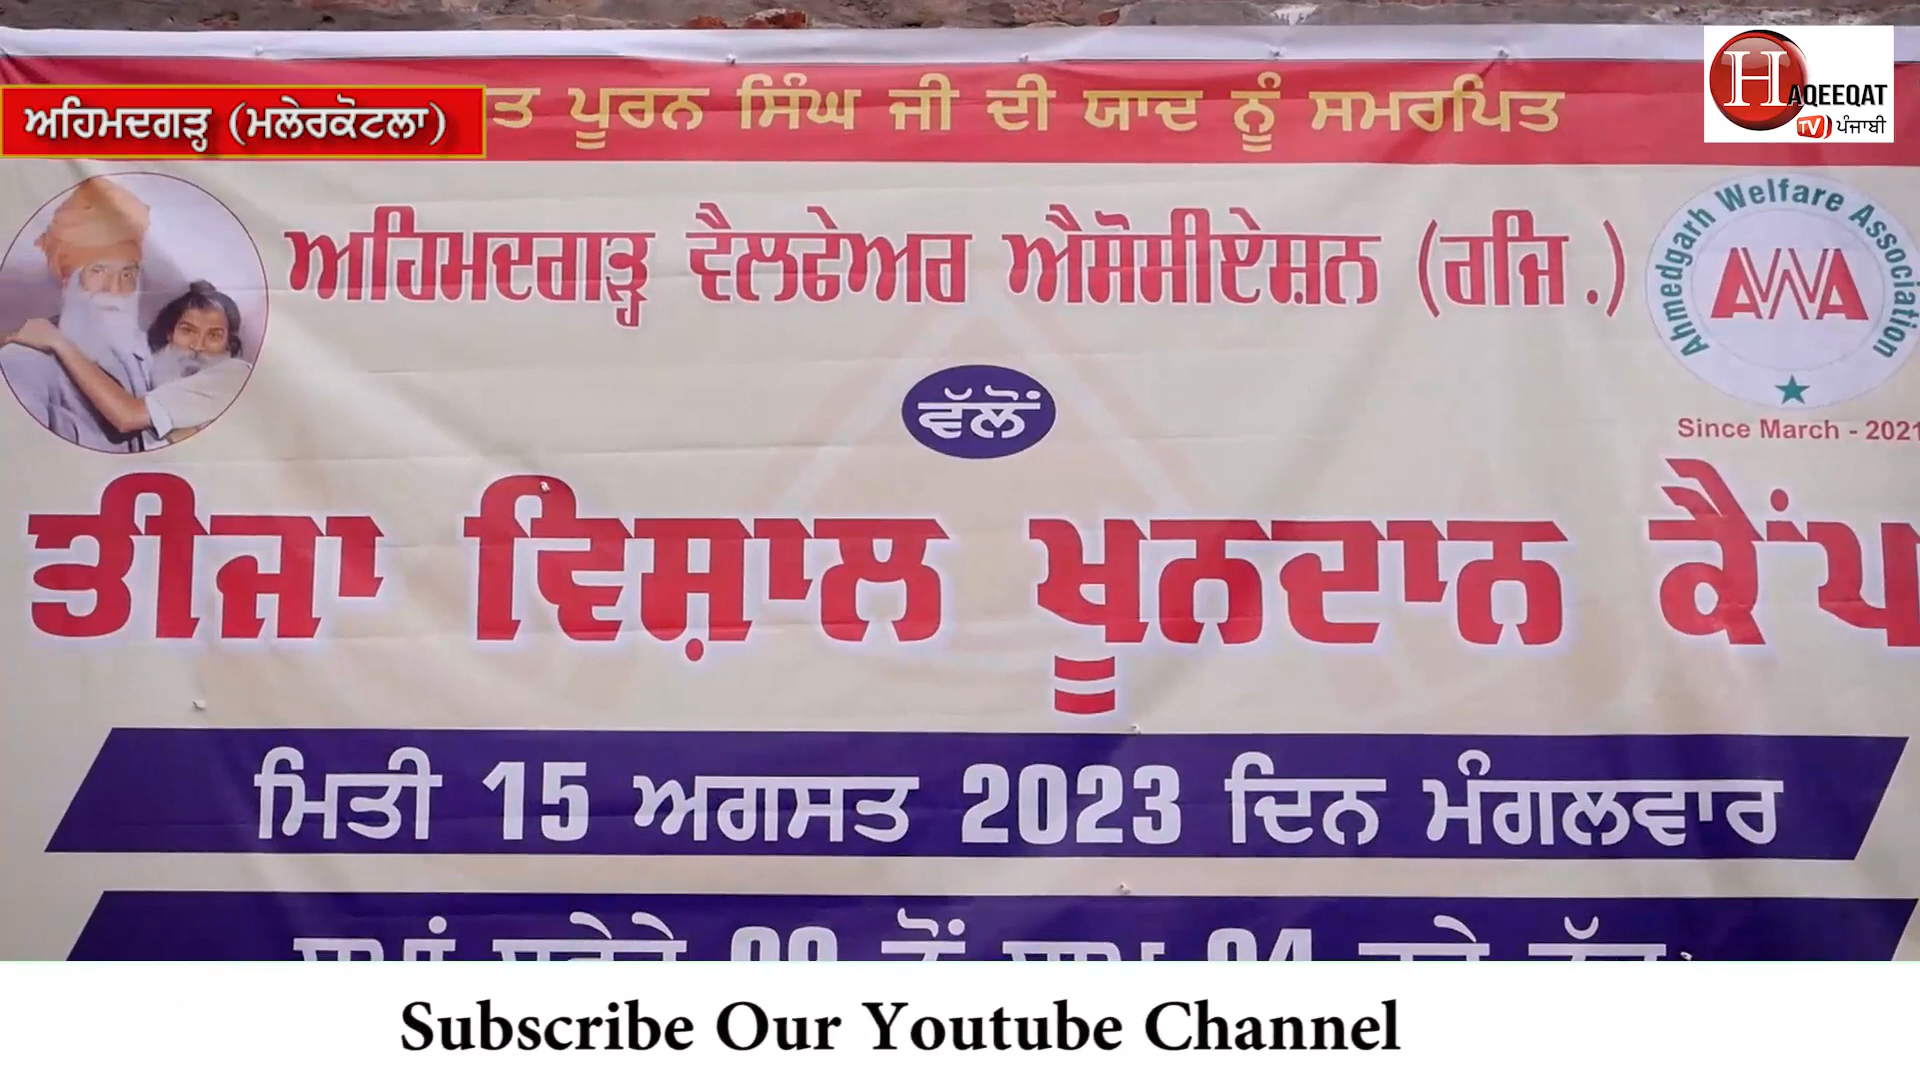 ਅਹਿਮਦਗੜ੍ਹ (ਮਲੇਰਕੋਟਲਾ)
ਤ ਪੂਰਨ ਸਿੰਘ ਜੀ ਦੀ ਯਾਦ ਨੂੰ ਸਮਰਪਿਤ
HAQEEQAT
TV ਪੰਜਾਬੀ
ਅਹਿਮਦਗੜ੍ਹ ਵੈਲਫੇਅਰ ਐਸੋਸੀਏਸ਼ਨ (ਰਜਿ.)
Ahmedgarh Welfare Association
AWA
Since March - 2021
ਵੱਲੋਂ
ਤੀਜਾ ਵਿਸ਼ਾਲ ਖ਼ੂਨਦਾਨ ਕੈਂਪ
ਮਿਤੀ 15 ਅਗਸਤ 2023 ਦਿਨ ਮੰਗਲਵਾਰ
Subscribe Our Youtube Channel